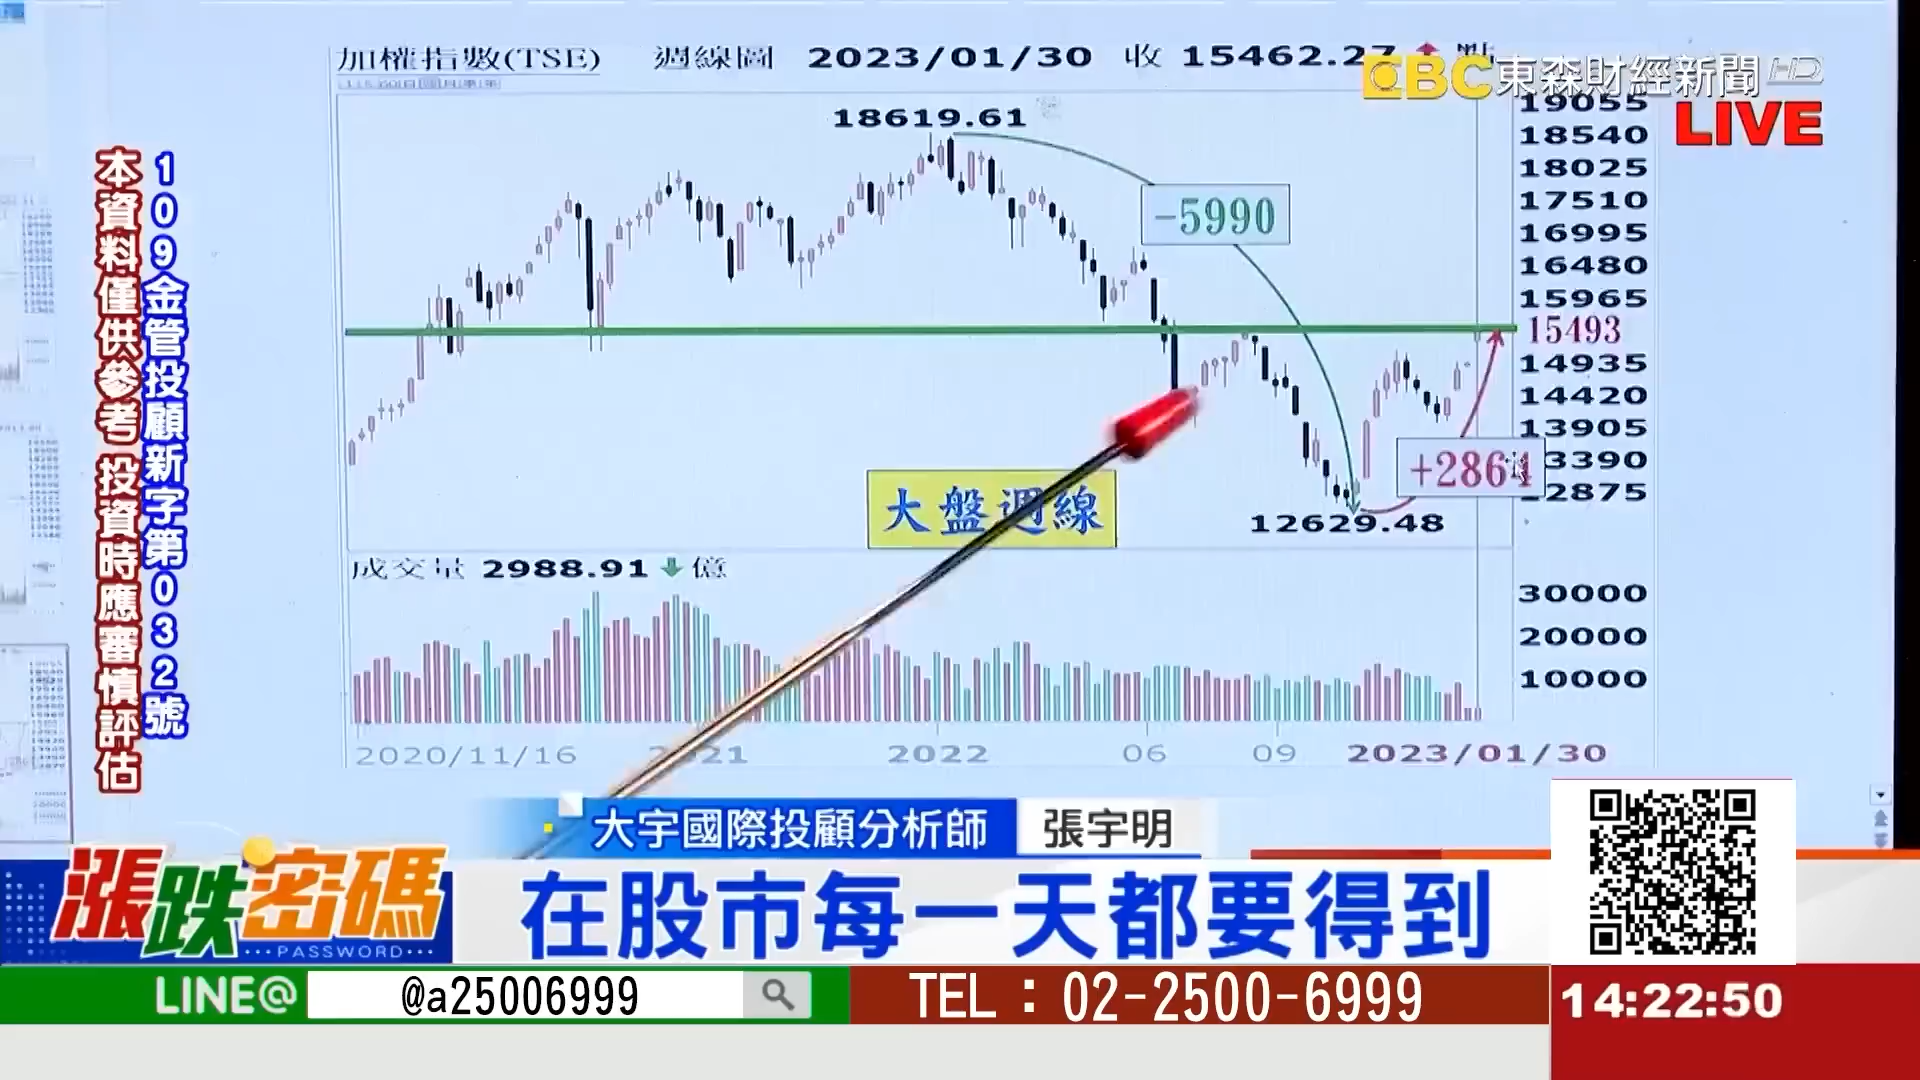 加權指數(TSE) 週線圖 2023/01/30 收 15462.27
EBC 東森財經新聞 HD
LIVE
18619.61
-5990
19055
18540
18025
17510
16995
16480
15965
15493
14935
14420
13905
3390
2875
+2864
12629.48
大盤週線
成交量 2988.91 億
30000
20000
10000
2020/11/16 21 2022 06 09 2023/01/30
109金管投顧新字第032號
本資料僅供參考 投資時應審慎評估
大宇國際投顧分析師 張宇明
漲跌密碼
PASSWORD
在股市每一天都要得到
LINE@ @a25006999 TEL：02-2500-6999
14:22:50